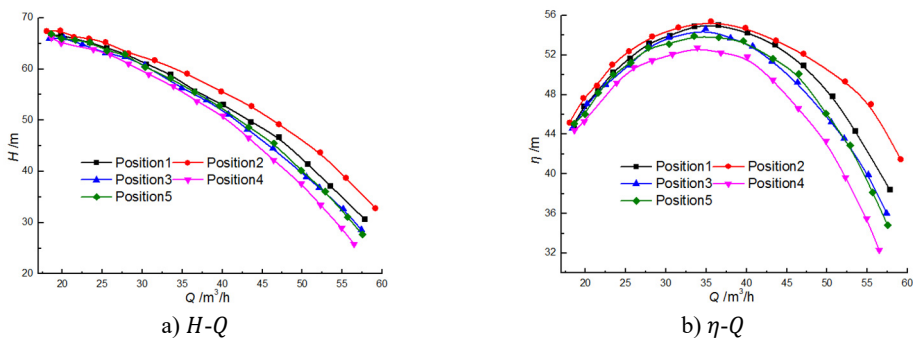 70
60
50
40
30
20
H /m
Position1 Position2
Position3 Position4
Position5
20 25 30 35 40 45 50 55 60
Q /m³/h
a) H-Q
56
52
48
44
40
36
32
η /m
Position1 Position2
Position3 Position4
Position5
20 25 30 35 40 45 50 55 60
Q /m³/h
b) η-Q